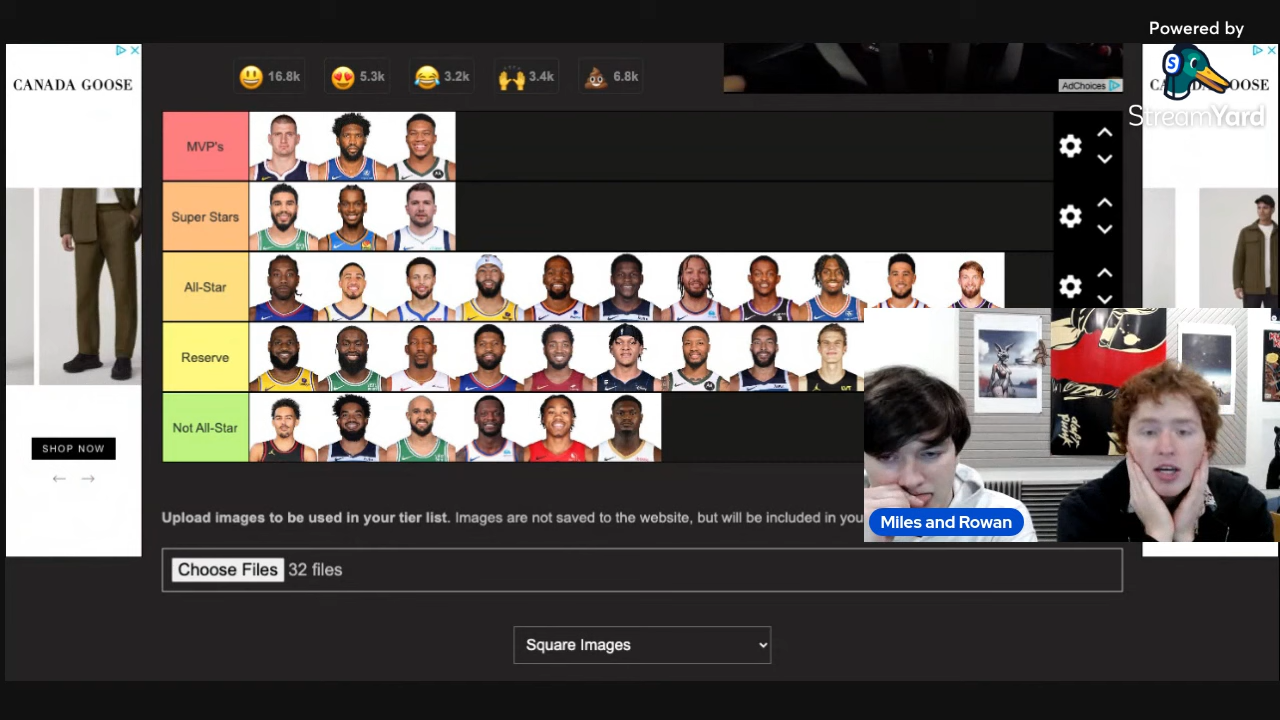 Powered by
StreamYard
CANADA GOOSE
16.8k
5.3k
3.2k
3.4k
6.8k
AdChoices
MVP's
Super Stars
All-Star
Reserve
Not All-Star
SHOP NOW
Upload images to be used in your tier list. Images are not saved to the website, but will be included in you
Miles and Rowan
Choose Files 32 files
Square Images